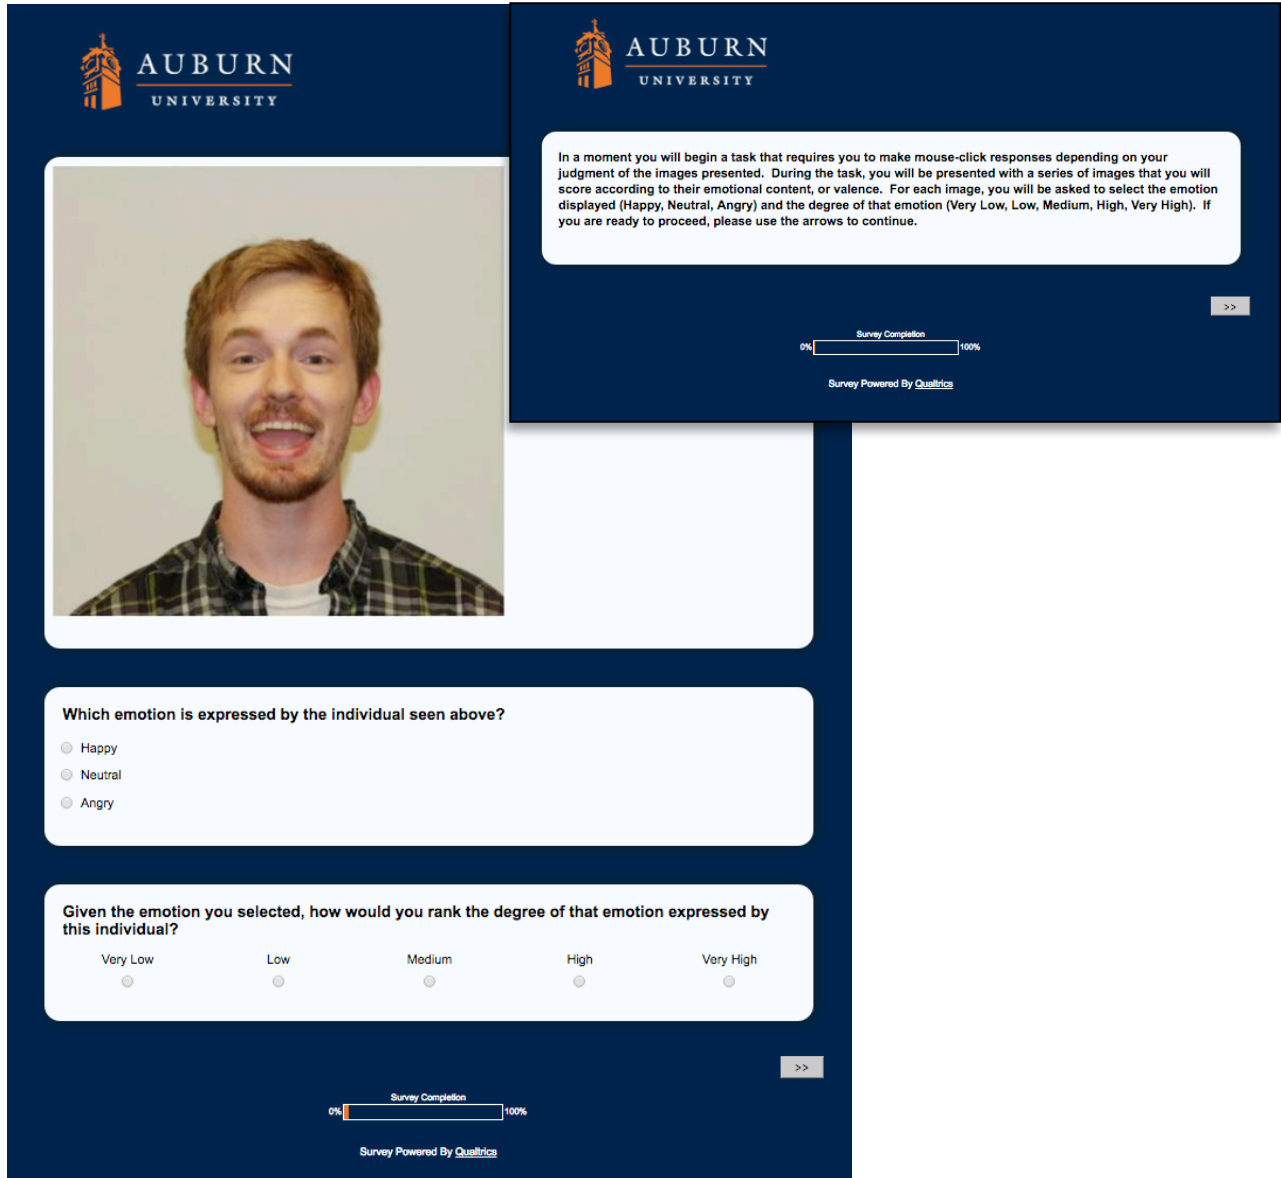 AUBURN
UNIVERSITY
Which emotion is expressed by the individual seen above?
Happy
Neutral
Angry
Given the emotion you selected, how would you rank the degree of that emotion expressed by
this individual?
Very Low Low Medium High Very High
>>
Survey Completion
0% 100%
Survey Powered By Qualtrics
AUBURN
UNIVERSITY
In a moment you will begin a task that requires you to make mouse-click responses depending on your
judgment of the images presented.  During the task, you will be presented with a series of images that you will
score according to their emotional content, or valence.  For each image, you will be asked to select the emotion
displayed (Happy, Neutral, Angry) and the degree of that emotion (Very Low, Low, Medium, High, Very High).  If
you are ready to proceed, please use the arrows to continue.
>>
Survey Completion
0% 100%
Survey Powered By Qualtrics